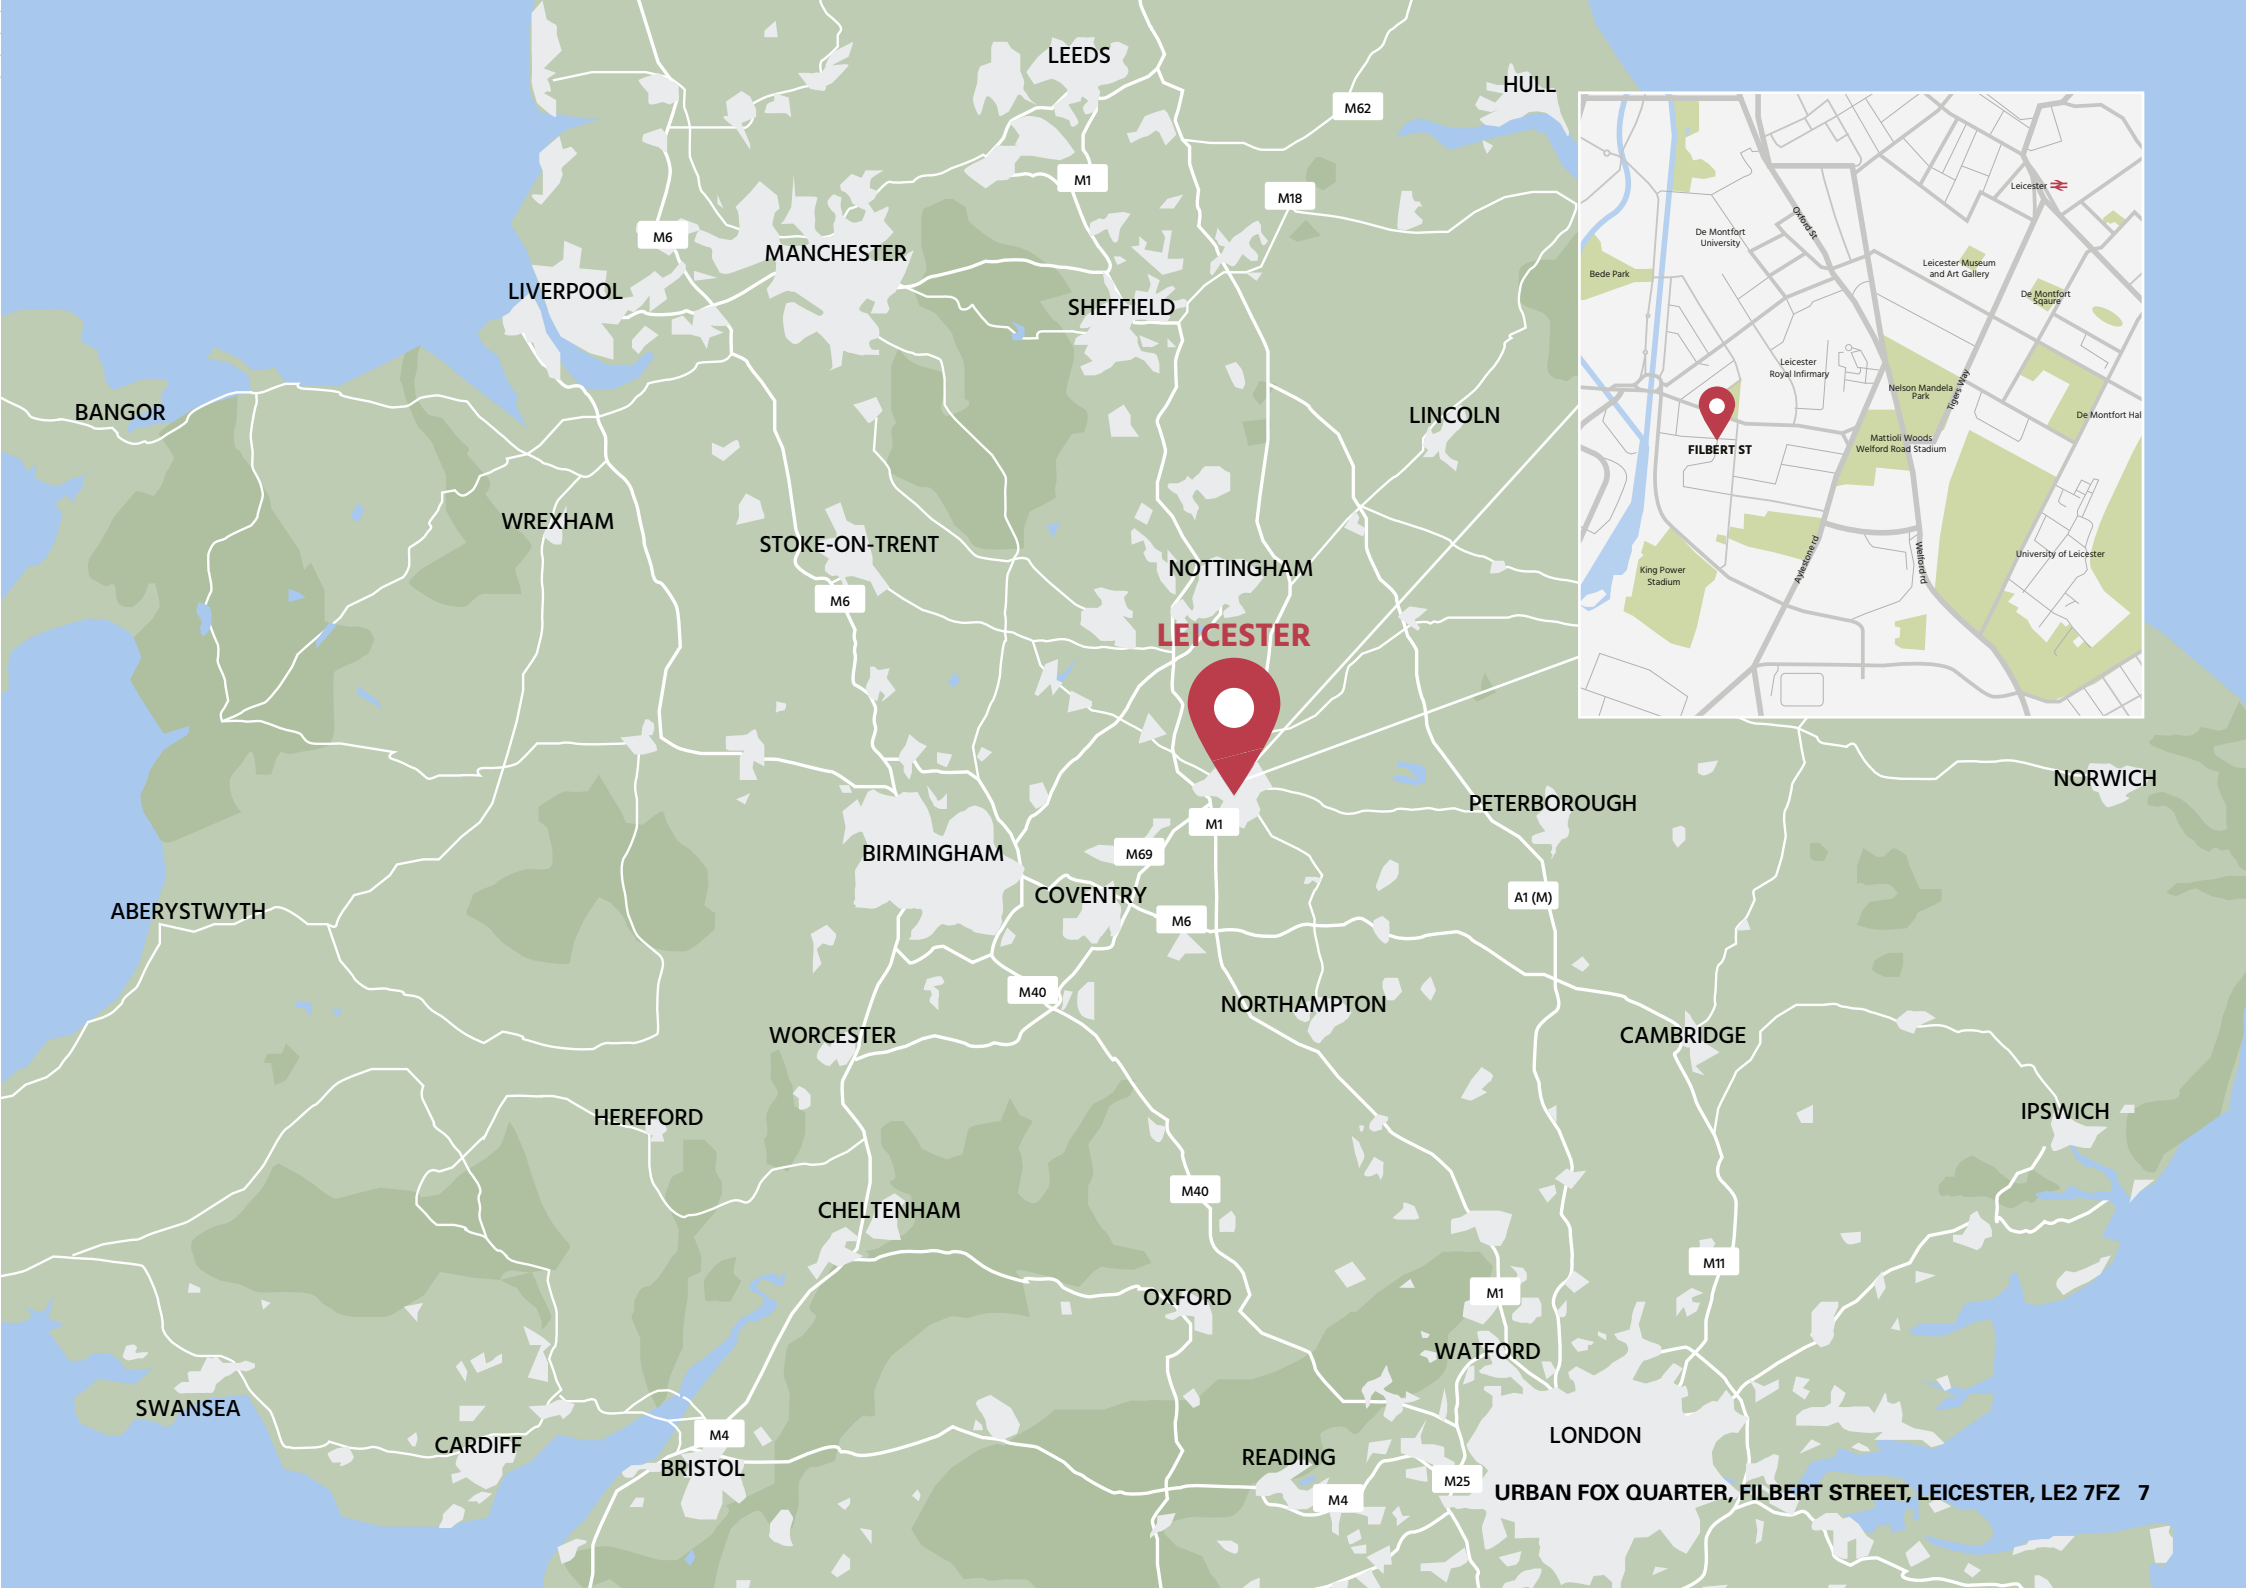 LEEDS
HULL
M62
M1
M18
M6
MANCHESTER
LIVERPOOL
SHEFFIELD
BANGOR
LINCOLN
WREXHAM
STOKE-ON-TRENT
NOTTINGHAM
M6
LEICESTER
NORWICH
PETERBOROUGH
M1
M69
BIRMINGHAM
COVENTRY
A1 (M)
M6
ABERYSTWYTH
M40
NORTHAMPTON
WORCESTER
CAMBRIDGE
HEREFORD
IPSWICH
M40
CHELTENHAM
M11
M1
OXFORD
WATFORD
SWANSEA
M4
LONDON
CARDIFF
READING
BRISTOL
M25
M4
Leicester
Oxford St
De Montfort
University
Leicester Museum
and Art Gallery
Bede Park
De Montfort
Sqaure
Leicester
Royal Infirmary
Nelson Mandela
Park
Tigers Way
De Montfort Hal
FILBERT ST
Mattioli Woods
Welford Road Stadium
Aylestone rd
Welford rd
University of Leicester
King Power
Stadium
URBAN FOX QUARTER, FILBERT STREET, LEICESTER, LE2 7FZ 7